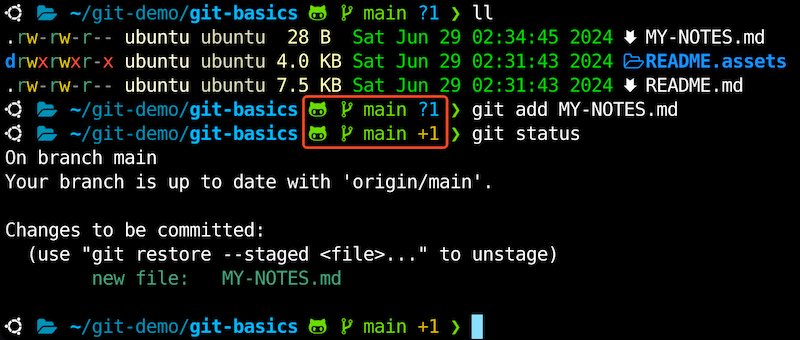 ~/git-demo/git-basics main ?1 ❯ ll
.rw-rw-r-- ubuntu ubuntu 28 B Sat Jun 29 02:34:45 2024 MY-NOTES.md
drwxrwxr-x ubuntu ubuntu 4.0 KB Sat Jun 29 02:31:43 2024 README.assets
.rw-rw-r-- ubuntu ubuntu 7.5 KB Sat Jun 29 02:31:43 2024 README.md
~/git-demo/git-basics main ?1 ❯ git add MY-NOTES.md
~/git-demo/git-basics main +1 ❯ git status
On branch main
Your branch is up to date with 'origin/main'.
Changes to be committed:
(use "git restore --staged <file>..." to unstage)
new file: MY-NOTES.md
~/git-demo/git-basics main +1 ❯